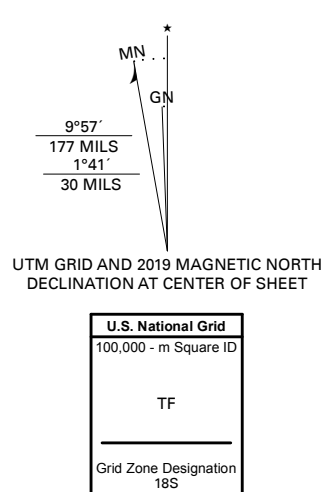 ★
MN
GN
9°57´
177 MILS
1°41´
30 MILS
UTM GRID AND 2019 MAGNETIC NORTH
DECLINATION AT CENTER OF SHEET
U.S. National Grid
100,000 - m Square ID
TF
Grid Zone Designation
18S